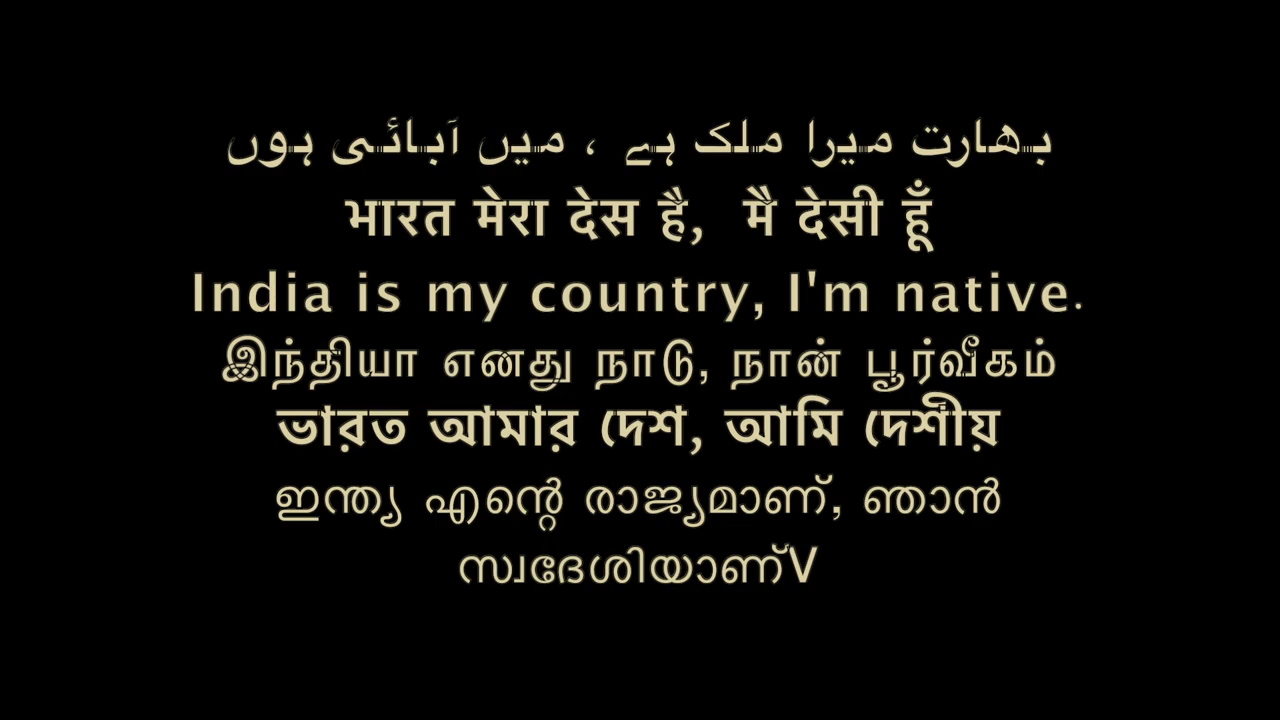 بھارت میرا ملک ہے ، میں آبائی ہوں
भारत मेरा देस है, मै देसी हूँ
India is my country, I'm native.
இந்தியா எனது நாடு, நான் பூர்வீகம்
ভারত আমার দেশ, আমি দেশীয়
ഇന്ത്യ എന്റെ രാജ്യമാണ്, ഞാൻ
സ്വദേശിയാണ്V